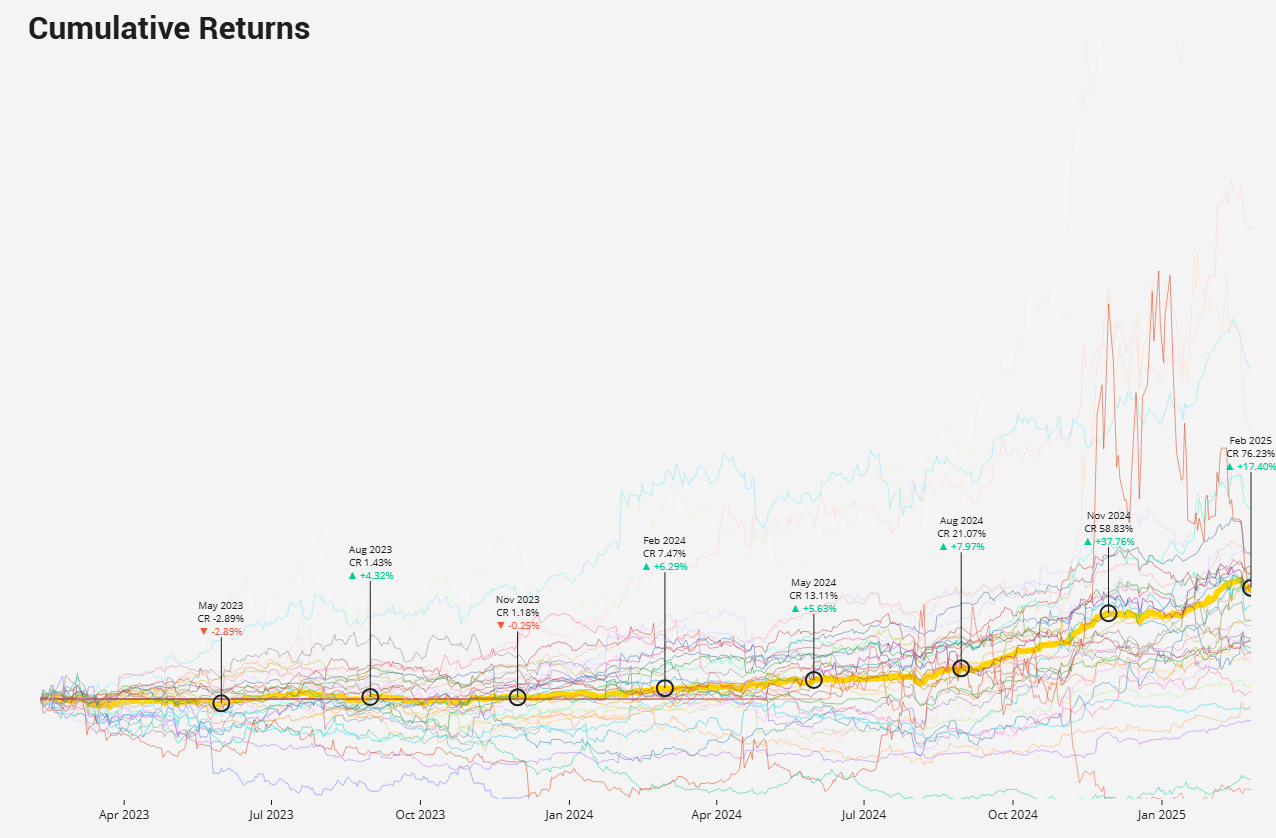 Cumulative Returns
May 2023
CR -2.89%
▼ -2.89%
Aug 2023
CR 1.43%
▲ +4.32%
Nov 2023
CR 1.18%
▼ -0.25%
Feb 2024
CR 7.47%
▲ +6.29%
May 2024
CR 13.11%
▲ +5.63%
Aug 2024
CR 21.07%
▲ +7.97%
Nov 2024
CR 58.83%
▲ +37.76%
Feb 2025
CR 76.23%
▲ +17.40%
Apr 2023
Jul 2023
Oct 2023
Jan 2024
Apr 2024
Jul 2024
Oct 2024
Jan 2025